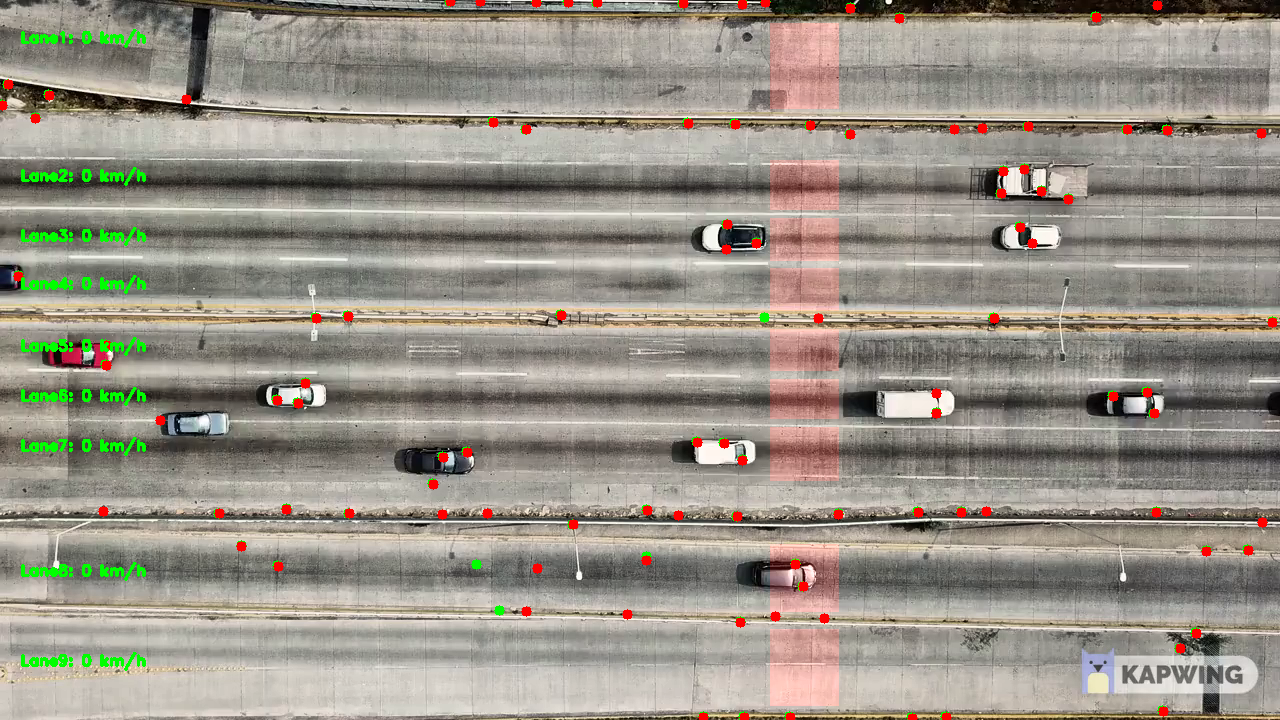 Lane1: 0 km/h
Lane2: 0 km/h
Lane3: 0 km/h
Lane4: 0 km/h
Lane5: 0 km/h
Lane6: 0 km/h
Lane7: 0 km/h
Lane8: 0 km/h
Lane9: 0 km/h
KAPWING